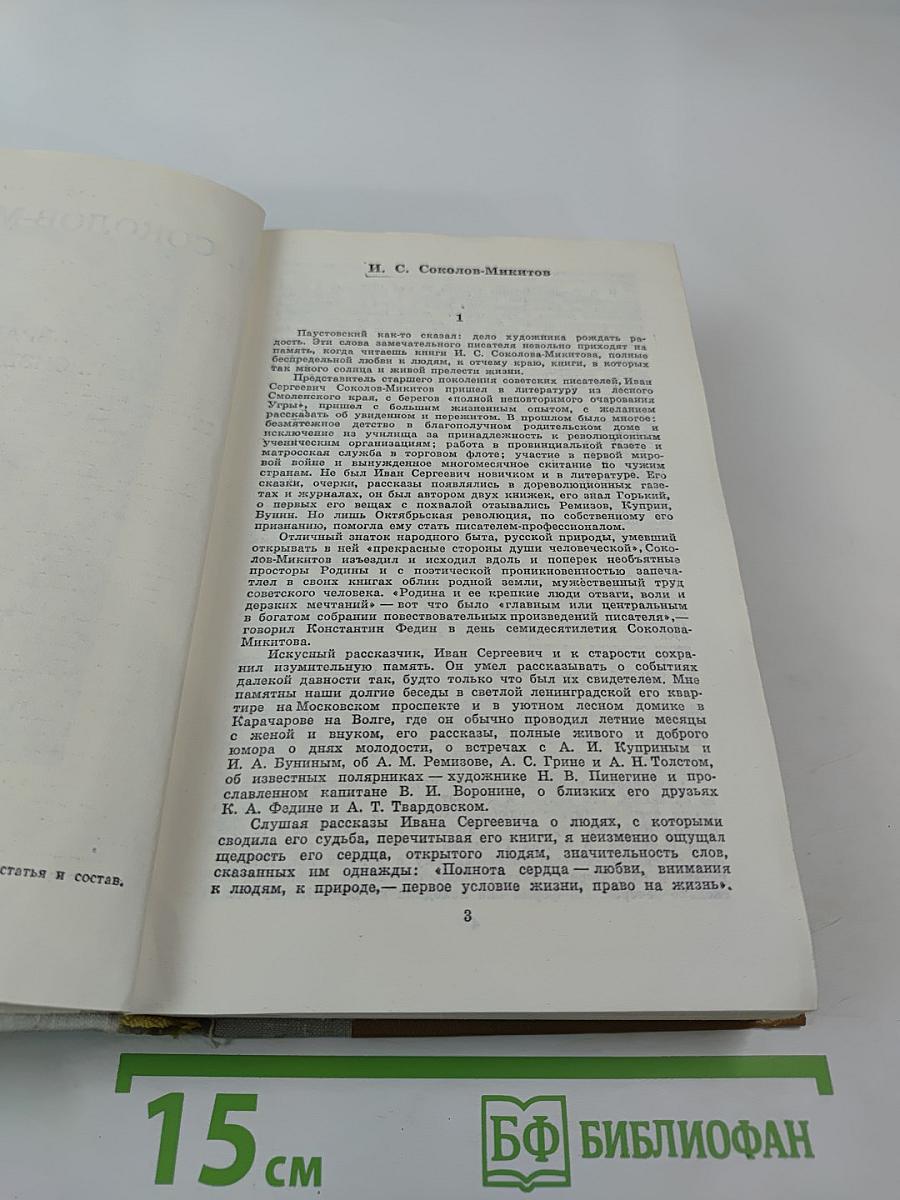 СОКОЛОВ-М
статья и состав.
И. С. Соколов-Микитов
1
Паустовский как-то сказал: дело художника рождать ра-
дость. Эти слова замечательного писателя невольно приходят на
память, когда читаешь книги И. С. Соколова-Микитова, полные
беспредельной любви к людям, к отчему краю, книги, в которых
так много солнца и живой прелести жизни.
Представитель старшего поколения советских писателей, Иван
Сергеевич Соколов-Микитов пришел в литературу из лесного
Смоленского края, с берегов «полной неповторимого очарования
Угры», пришел с большим жизненным опытом, с желанием
рассказать об увиденном и пережитом. В прошлом было многое:
безмятежное детство в благополучном родительском доме и
исключение из училища за принадлежность к революционным
ученическим организациям; работа в провинциальной газете и
матросская служба в торговом флоте; участие в первой миро-
вой войне и вынужденное многомесячное скитание по чужим
странам. Не был Иван Сергеевич новичком и в литературе. Его
сказки, очерки, рассказы появлялись в дореволюционных газе-
тах и журналах, он был автором двух книжек, его знал Горький,
о первых его вещах с похвалой отзывались Ремизов, Куприн,
Бунин. Но лишь Октябрьская революция, по собственному его
признанию, помогла ему стать писателем-профессионалом.
Отличный знаток народного быта, русской природы, умевший
открывать в ней «прекрасные стороны души человеческой», Соко-
лов-Микитов изъездил и исходил вдоль и поперек необъятные
просторы Родины и с поэтической проникновенностью запеча-
тлел в своих книгах облик родной земли, мужественный труд
советского человека. «Родина и ее крепкие люди отваги, воли и
дерзких мечтаний» — вот что было «главным или центральным
в богатом собрании повествовательных произведений писателя»,—
говорил Константин Федин в день семидесятилетия Соколова-
Микитова.
Искусный рассказчик, Иван Сергеевич и к старости сохра-
нил изумительную память. Он умел рассказывать о событиях
далекой давности так, будто только что был их свидетелем. Мне
памятны наши долгие беседы в светлой ленинградской его квар-
тире на Московском проспекте и в уютном лесном домике в
Карачарове на Волге, где он обычно проводил летние месяцы
с женой и внуком, его рассказы, полные живого и доброго
юмора о днях молодости, о встречах с А. И. Куприным и
И. А. Буниным, об А. М. Ремизове, А. С. Грине и А. Н. Толстом,
об известных полярниках — художнике Н. В. Пинегине и про-
славленном капитане В. И. Воронине, о близких его друзьях
К. А. Федине и А. Т. Твардовском.
Слушая рассказы Ивана Сергеевича о людях, с которыми
сводила его судьба, перечитывая его книги, я неизменно ощущал
щедрость его сердца, открытого людям, значительность слов,
сказанных им однажды: «Полнота сердца — любви, внимания
к людям, к природе,— первое условие жизни, право на жизнь».
3
15 см
БФ БИБЛИОФАН